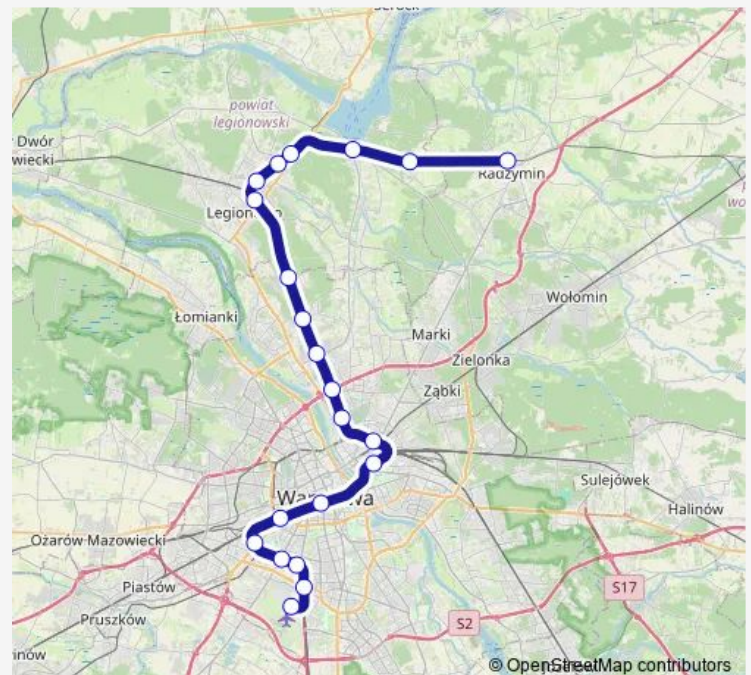 powiat
legionowski
Dwór
wiecki
Radzymin
Łomianki
Wołomin
Marki
Zielonka
Ząbki
Sulejówek
Halinów
Ożarów Mazowiecki
Piastów
S17
Pruszków
S2
© OpenStreetMap contributors